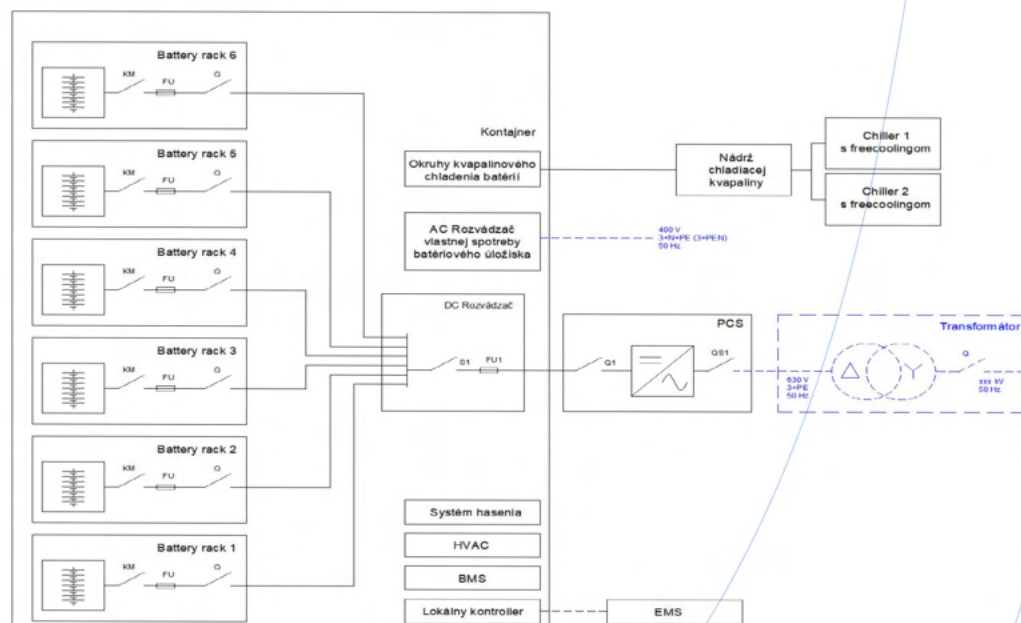 Battery rack 6
KM
FU
Q
Battery rack 5
KM
FU
Q
Battery rack 4
KM
FU
Q
Battery rack 3
KM
FU
Q
Battery rack 2
KM
FU
Q
Battery rack 1
KM
FU
Q
Kontajner
Okruhy kvapalinového
chladenia batérií
AC Rozvádzač
vlastnej spotreby
batériového úložiska
400 V
3+N+PE (3+PEN)
50 Hz
Nádrž
chladiacej
kvapaliny
Chiller 1
s freecoolingom
Chiller 2
s freecoolingom
DC Rozvádzač
S1
FU1
PCS
Q1
QS1
Transformátor
630 V
3+PE
50 Hz
Q
xxx kV
50 Hz
Systém hasenia
HVAC
BMS
Lokálny kontroller
EMS